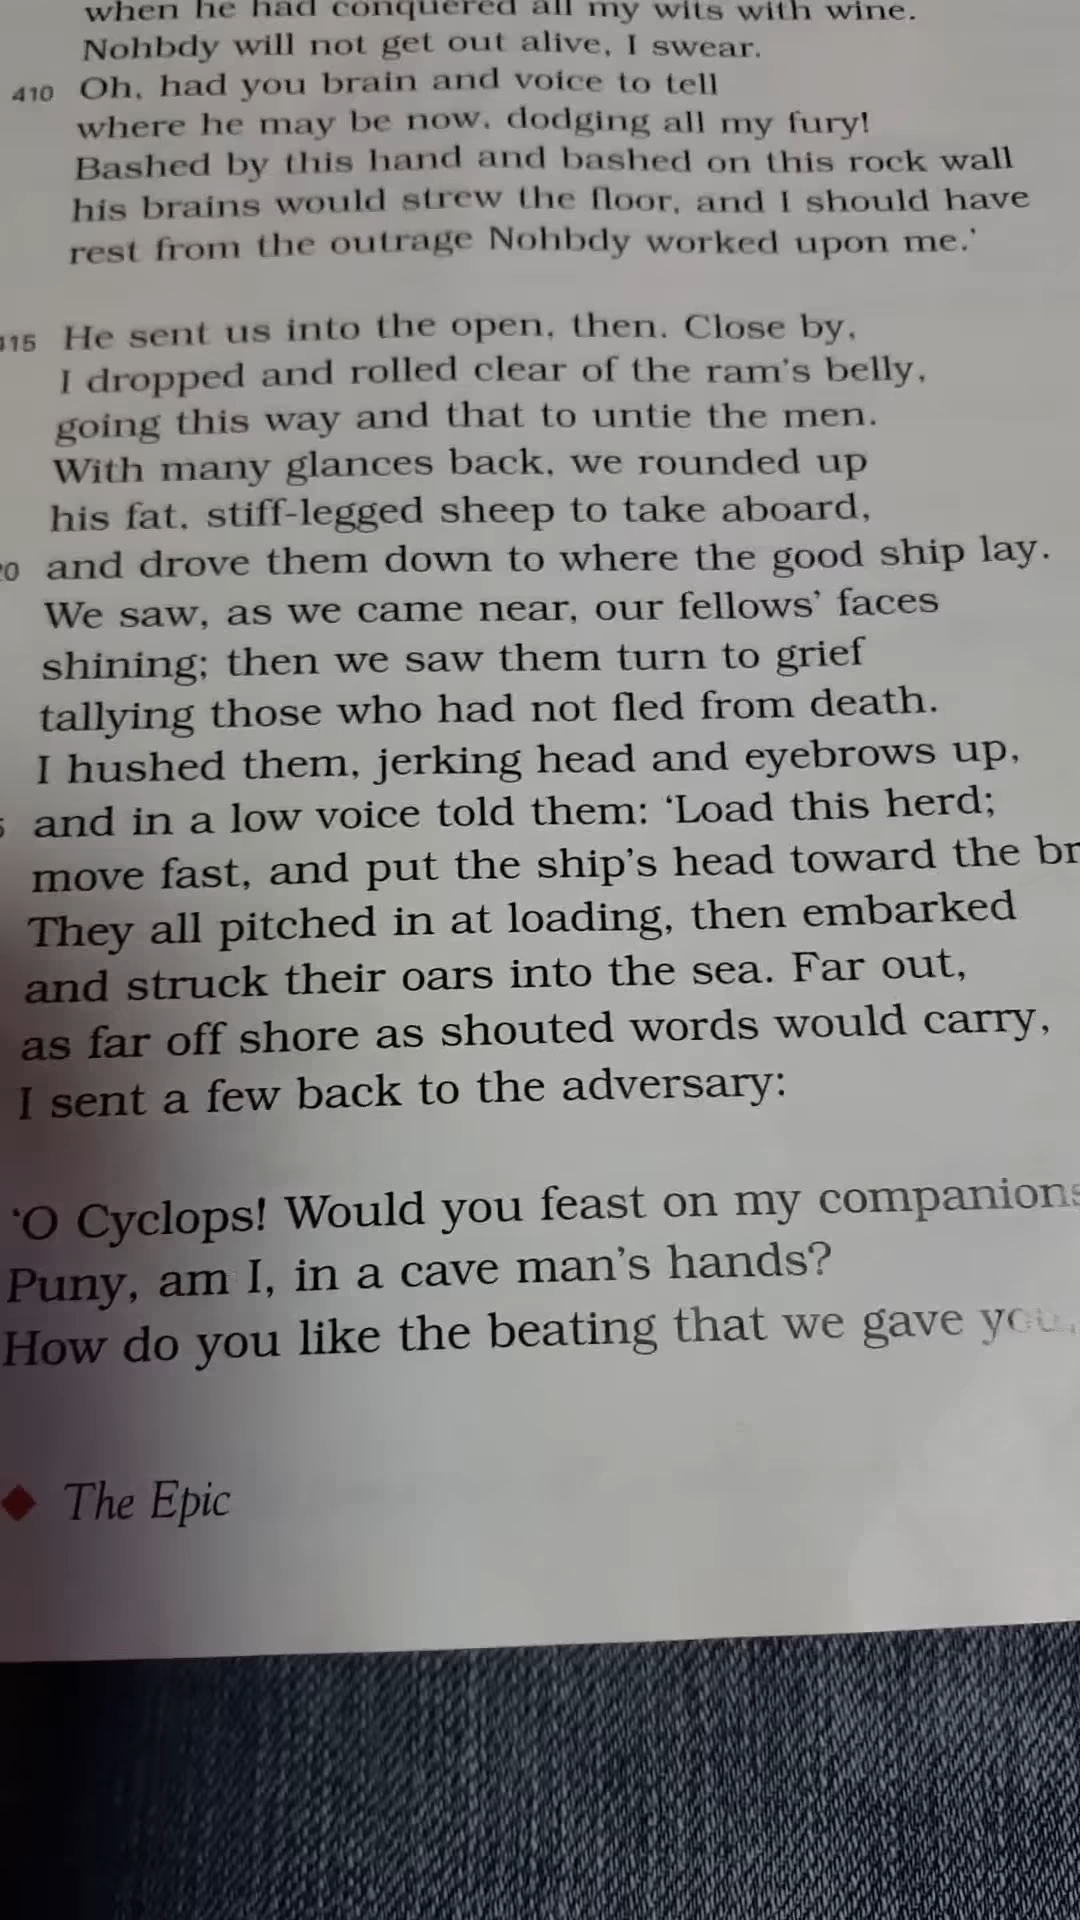 when he had conquered all my wits with wine.
Nohbdy will not get out alive, I swear.
410 Oh, had you brain and voice to tell
where he may be now, dodging all my fury!
Bashed by this hand and bashed on this rock wall
his brains would strew the floor, and I should have
rest from the outrage Nohbdy worked upon me.'
415 He sent us into the open, then. Close by,
I dropped and rolled clear of the ram's belly,
going this way and that to untie the men.
With many glances back, we rounded up
his fat, stiff-legged sheep to take aboard,
and drove them down to where the good ship lay.
We saw, as we came near, our fellows' faces
shining; then we saw them turn to grief
tallying those who had not fled from death.
I hushed them, jerking head and eyebrows up,
and in a low voice told them: 'Load this herd;
move fast, and put the ship's head toward the
They all pitched in at loading, then embarked
and struck their oars into the sea. Far out,
as far off shore as shouted words would carry,
I sent a few back to the adversary:
'O Cyclops! Would you feast on my companions
Puny, am I, in a cave man's hands?
How do you like the beating that we gave you,
The Epic